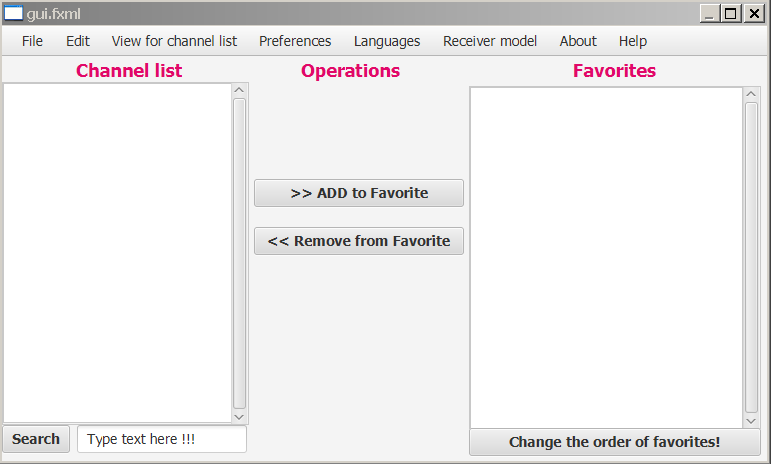 gui.fxml
File Edit View for channel list Preferences Languages Receiver model About Help
Channel list Operations Favorites
>> ADD to Favorite
<< Remove from Favorite
Search Type text here !!! Change the order of favorites!